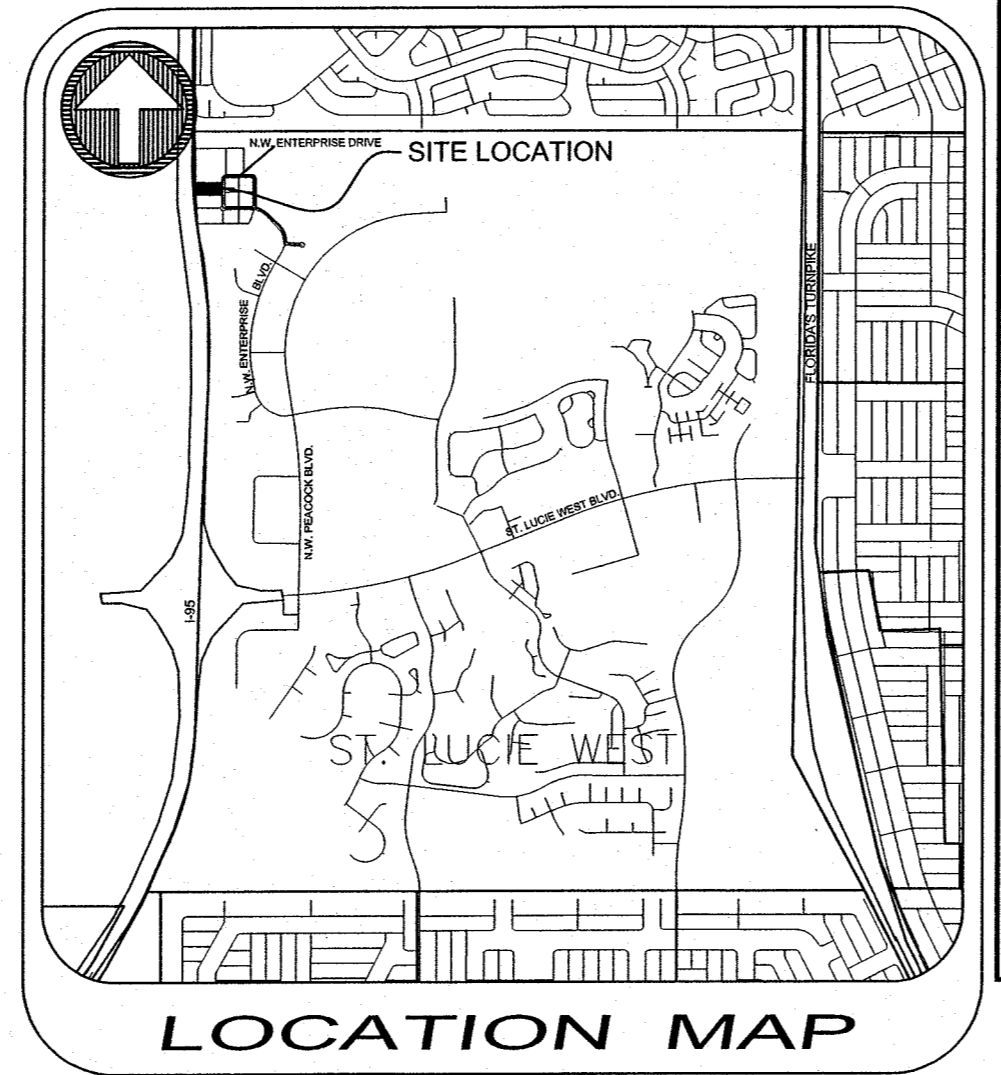 N.W. ENTERPRISE DRIVE
SITE LOCATION
N.W. ENTERPRISE
BLVD.
FLORIDA'S TURNPIKE
N.W. PEACOCK BLVD.
ST. LUCIE WEST BLVD.
I-95
ST. LUCIE WEST
LOCATION MAP